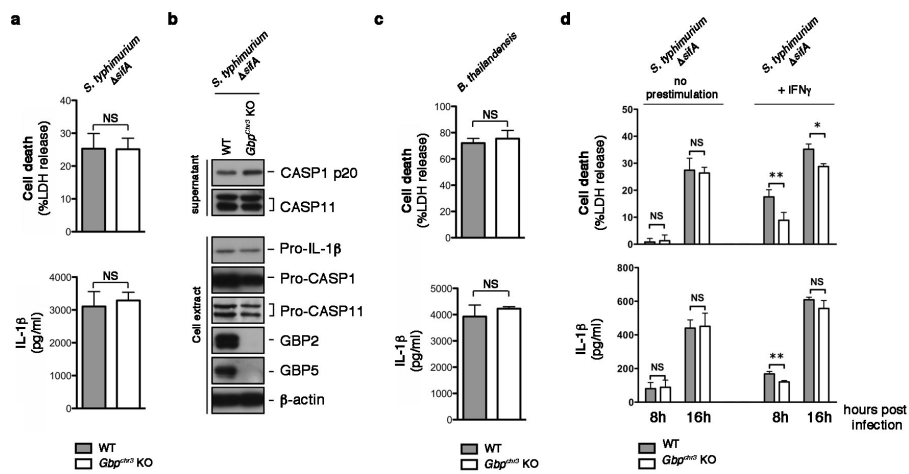 a
S. typhimurium
ΔsifA
Cell death
(%LDH release)
40
30
20
10
0
NS
IL-1β
(pg/ml)
4000
3000
2000
1000
0
NS
WT
Gbpchr3 KO
b
S. typhimurium
ΔsifA
WT
GbpChr3 KO
supernatant
CASP1 p20
CASP11
Cell extract
Pro-IL-1β
Pro-CASP1
Pro-CASP11
GBP2
GBP5
β-actin
c
B. thailandensis
Cell death
(%LDH release)
100
80
60
40
20
0
NS
IL-1β
(pg/ml)
5000
4000
3000
2000
1000
0
NS
WT
Gbpchr3 KO
d
S. typhimurium
ΔsifA
no
prestimulation
S. typhimurium
ΔsifA
+ IFNγ
Cell death
(%LDH release)
50
40
30
20
10
0
NS
NS
**
*
IL-1β
(pg/ml)
800
600
400
200
0
NS
NS
**
NS
8h 16h 8h 16h
hours post
infection
WT
Gbpchr3 KO